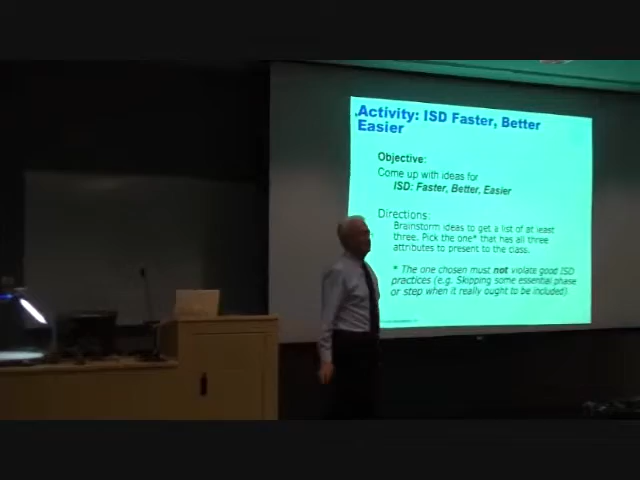 Activity: ISD Faster, Better
Easier
Objective:
Come up with ideas for
ISD: Faster, Better, Easier
Directions:
Brainstorm ideas to get a list of at least
three. Pick the one* that has all three
attributes to present to the class.
* The one chosen must not violate good ISD
practices (e.g. Skipping some essential phase
or step when it really ought to be included).